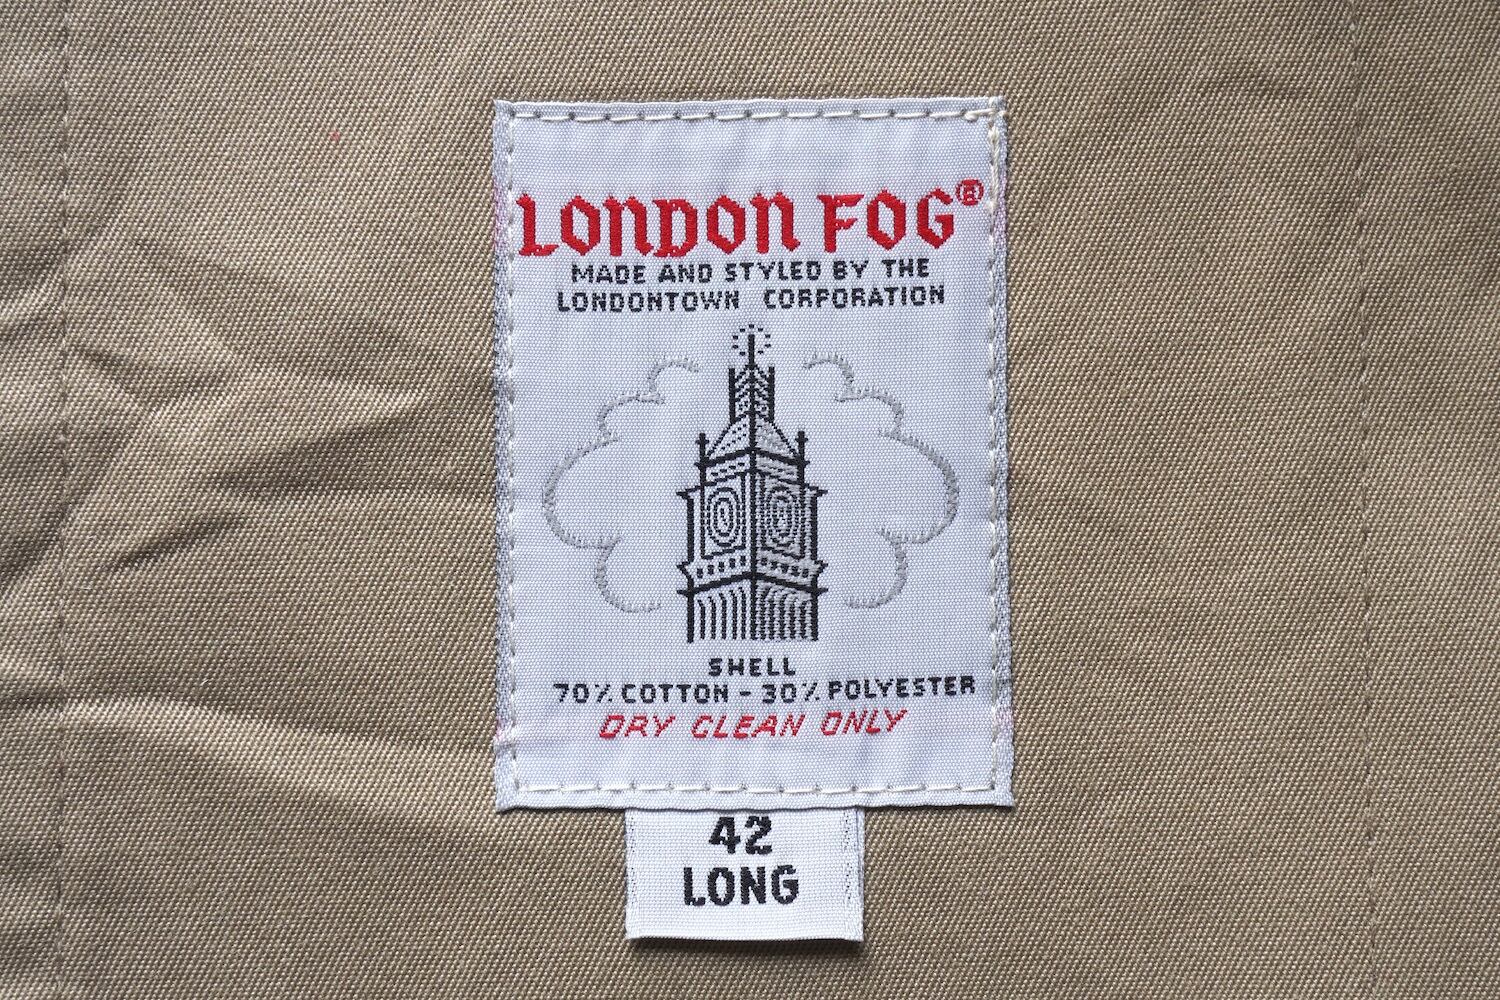 LONDON FOG®
MADE AND STYLED BY THE
LONDONTOWN CORPORATION
SHELL
70% COTTON - 30% POLYESTER
DRY CLEAN ONLY
42
LONG